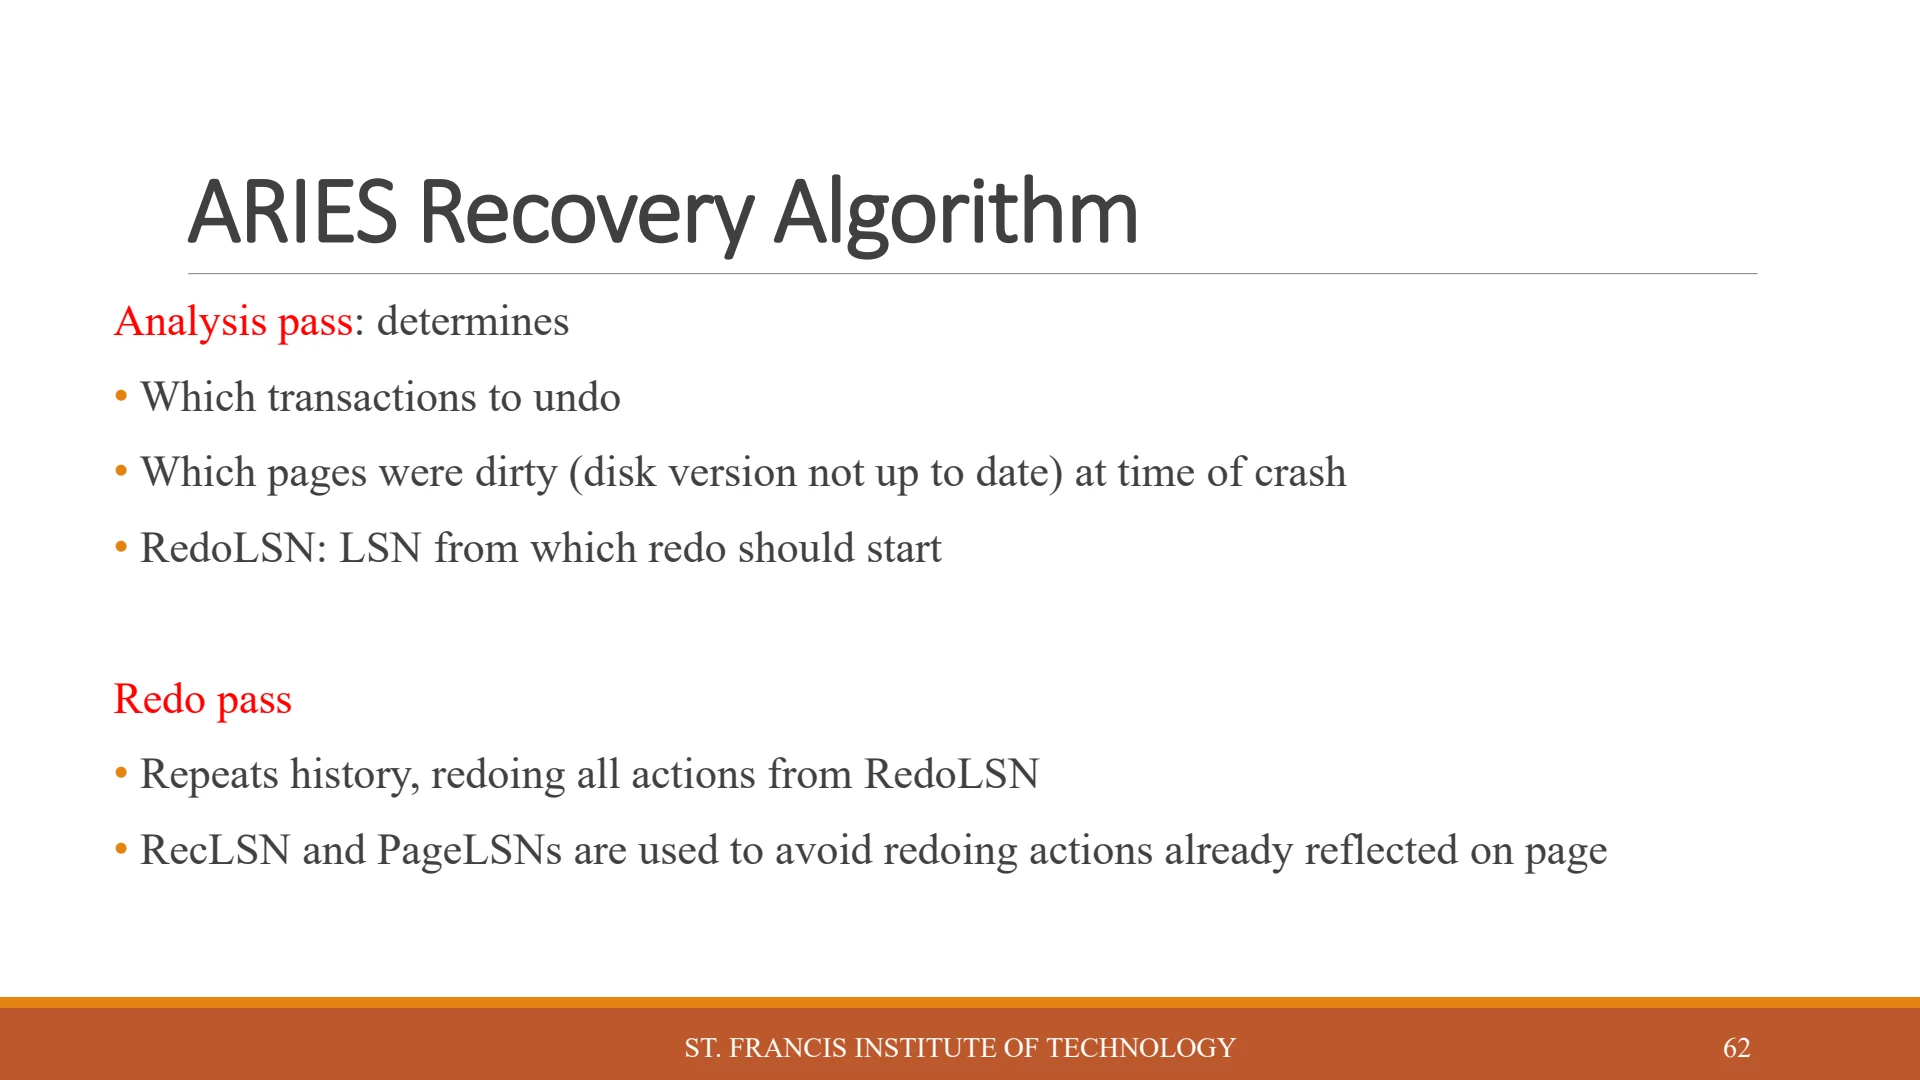 ARIES Recovery Algorithm
Analysis pass: determines
• Which transactions to undo
• Which pages were dirty (disk version not up to date) at time of crash
• RedoLSN: LSN from which redo should start
Redo pass
• Repeats history, redoing all actions from RedoLSN
• RecLSN and PageLSNs are used to avoid redoing actions already reflected on page
ST. FRANCIS INSTITUTE OF TECHNOLOGY 62